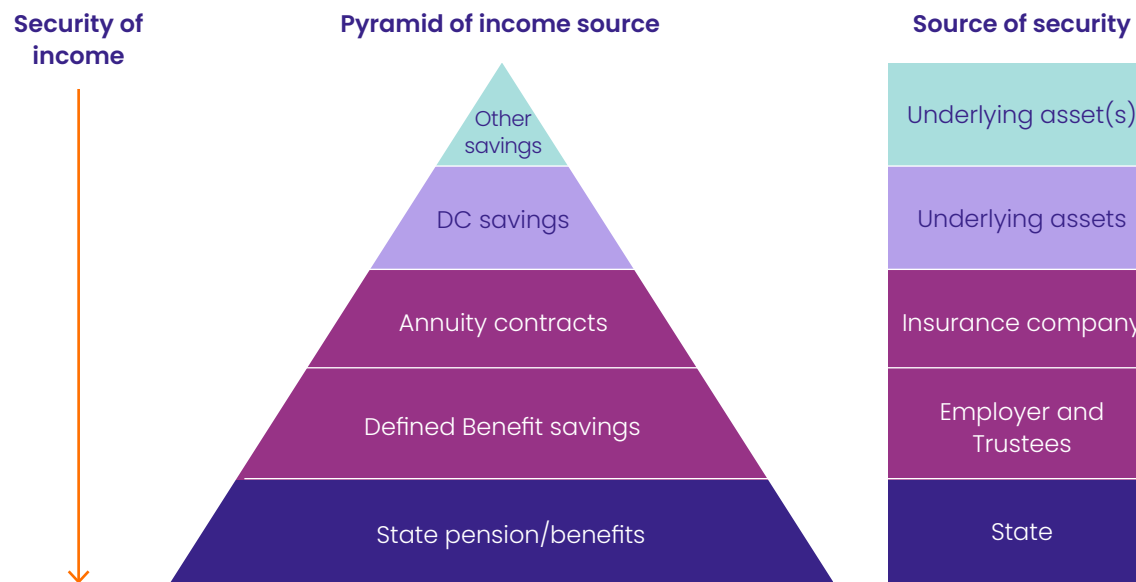 Security of
income
Pyramid of income source
Source of security
Other
savings
Underlying asset(s)
DC savings
Underlying assets
Annuity contracts
Insurance company
Defined Benefit savings
Employer and
Trustees
State pension/benefits
State